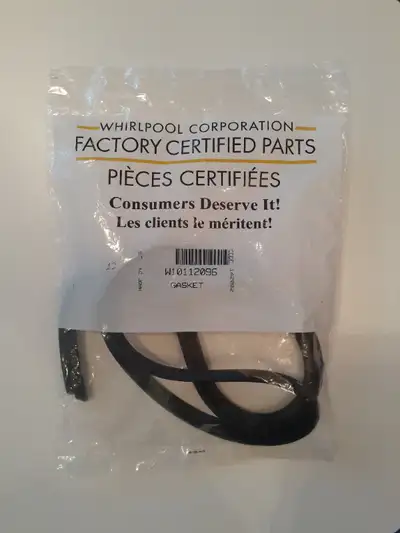 WHIRLPOOL CORPORATION
FACTORY CERTIFIED PARTS
PIÈCES CERTIFIÉES
Consumers Deserve It!
Les clients le méritent!
W10112096
GASKET